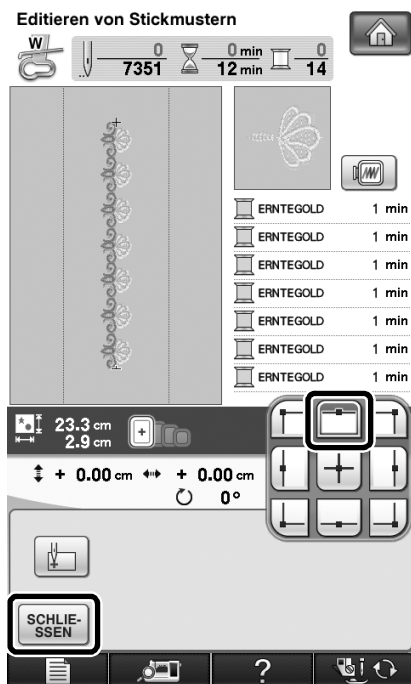 Editieren von Stickmustern
W
0 0 min 0
7351 12 min 14
ERNTEGOLD 1 min
ERNTEGOLD 1 min
ERNTEGOLD 1 min
ERNTEGOLD 1 min
ERNTEGOLD 1 min
ERNTEGOLD 1 min
ERNTEGOLD 1 min
23.3 cm
2.9 cm
+ 0.00 cm + 0.00 cm
0°
SCHLIE-
SSEN
?